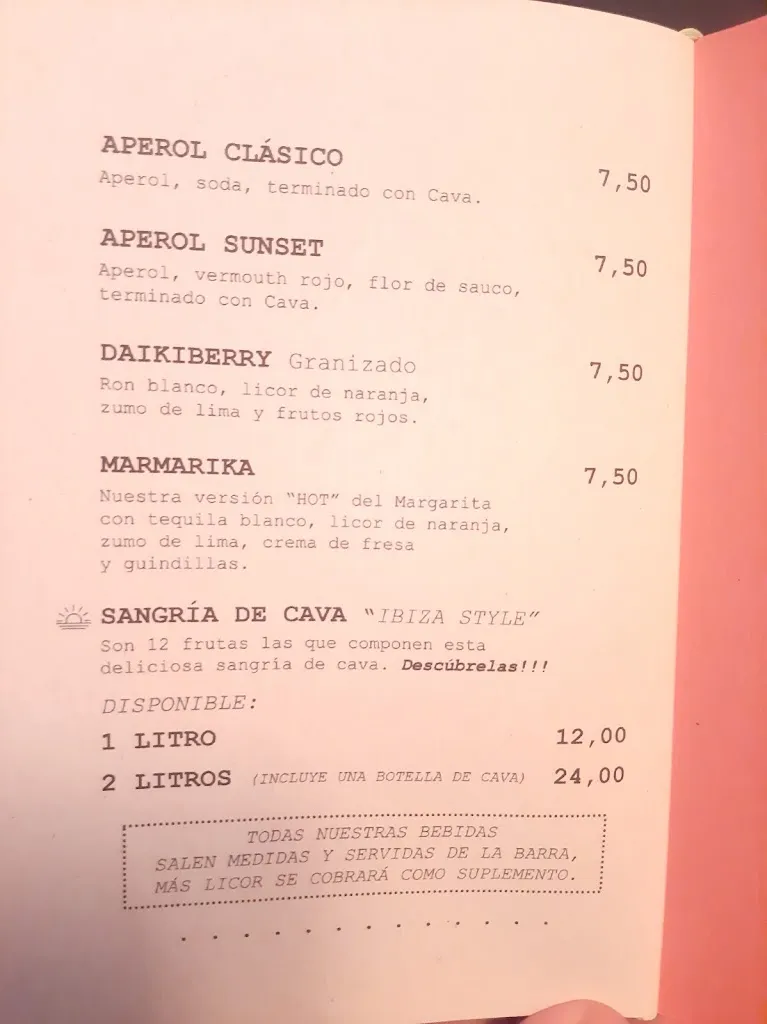 APEROL CLÁSICO 7,50
Aperol, soda, terminado con Cava.
APEROL SUNSET 7,50
Aperol, vermouth rojo, flor de sauco,
terminado con Cava.
DAIKIBERRY Granizado 7,50
Ron blanco, licor de naranja,
zumo de lima y frutos rojos.
MARMARIKA 7,50
Nuestra versión "HOT" del Margarita
con tequila blanco, licor de naranja,
zumo de lima, crema de fresa
y guindillas.
SANGRÍA DE CAVA "IBIZA STYLE"
Son 12 frutas las que componen esta
deliciosa sangría de cava. Descúbrelas!!!
DISPONIBLE:
1 LITRO 12,00
2 LITROS (INCLUYE UNA BOTELLA DE CAVA) 24,00
TODAS NUESTRAS BEBIDAS
SALEN MEDIDAS Y SERVIDAS DE LA BARRA,
MÁS LICOR SE COBRARÁ COMO SUPLEMENTO.